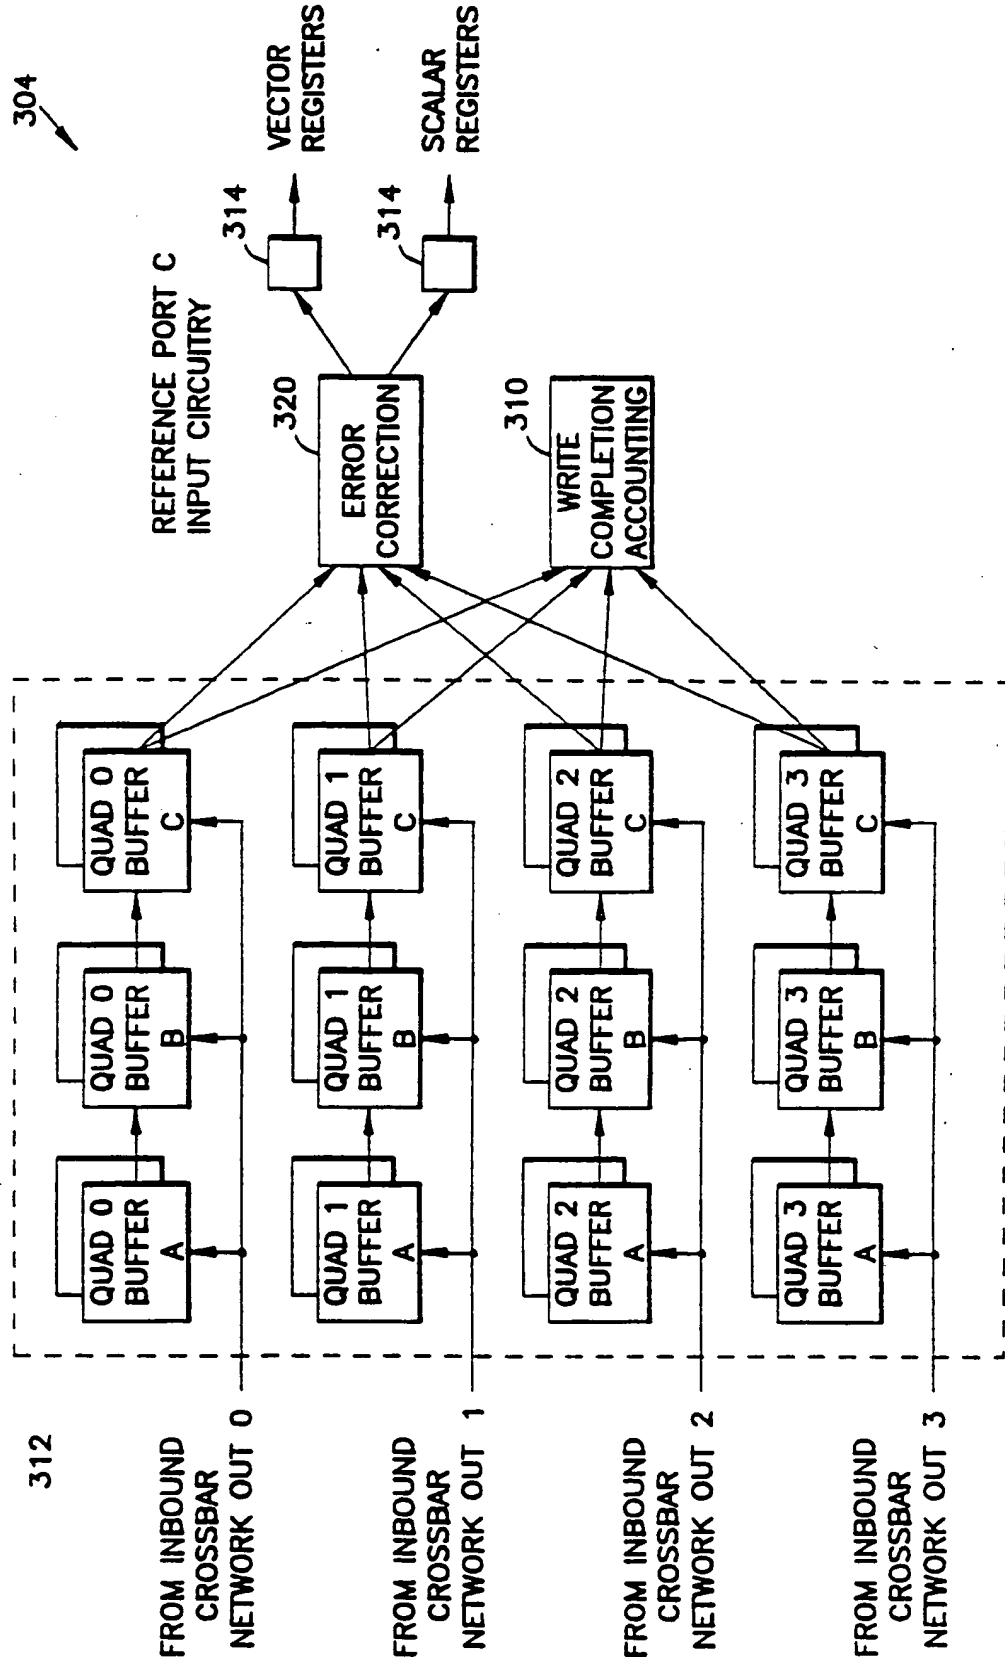 304
REFERENCE PORT C
INPUT CIRCUITRY
312
FROM INBOUND
CROSSBAR
NETWORK OUT 0
QUAD 0
BUFFER
A
QUAD 0
BUFFER
B
QUAD 0
BUFFER
C
FROM INBOUND
CROSSBAR
NETWORK OUT 1
QUAD 1
BUFFER
A
QUAD 1
BUFFER
B
QUAD 1
BUFFER
C
FROM INBOUND
CROSSBAR
NETWORK OUT 2
QUAD 2
BUFFER
A
QUAD 2
BUFFER
B
QUAD 2
BUFFER
C
FROM INBOUND
CROSSBAR
NETWORK OUT 3
QUAD 3
BUFFER
A
QUAD 3
BUFFER
B
QUAD 3
BUFFER
C
320
ERROR
CORRECTION
310
WRITE
COMPLETION
ACCOUNTING
314
VECTOR
REGISTERS
314
SCALAR
REGISTERS